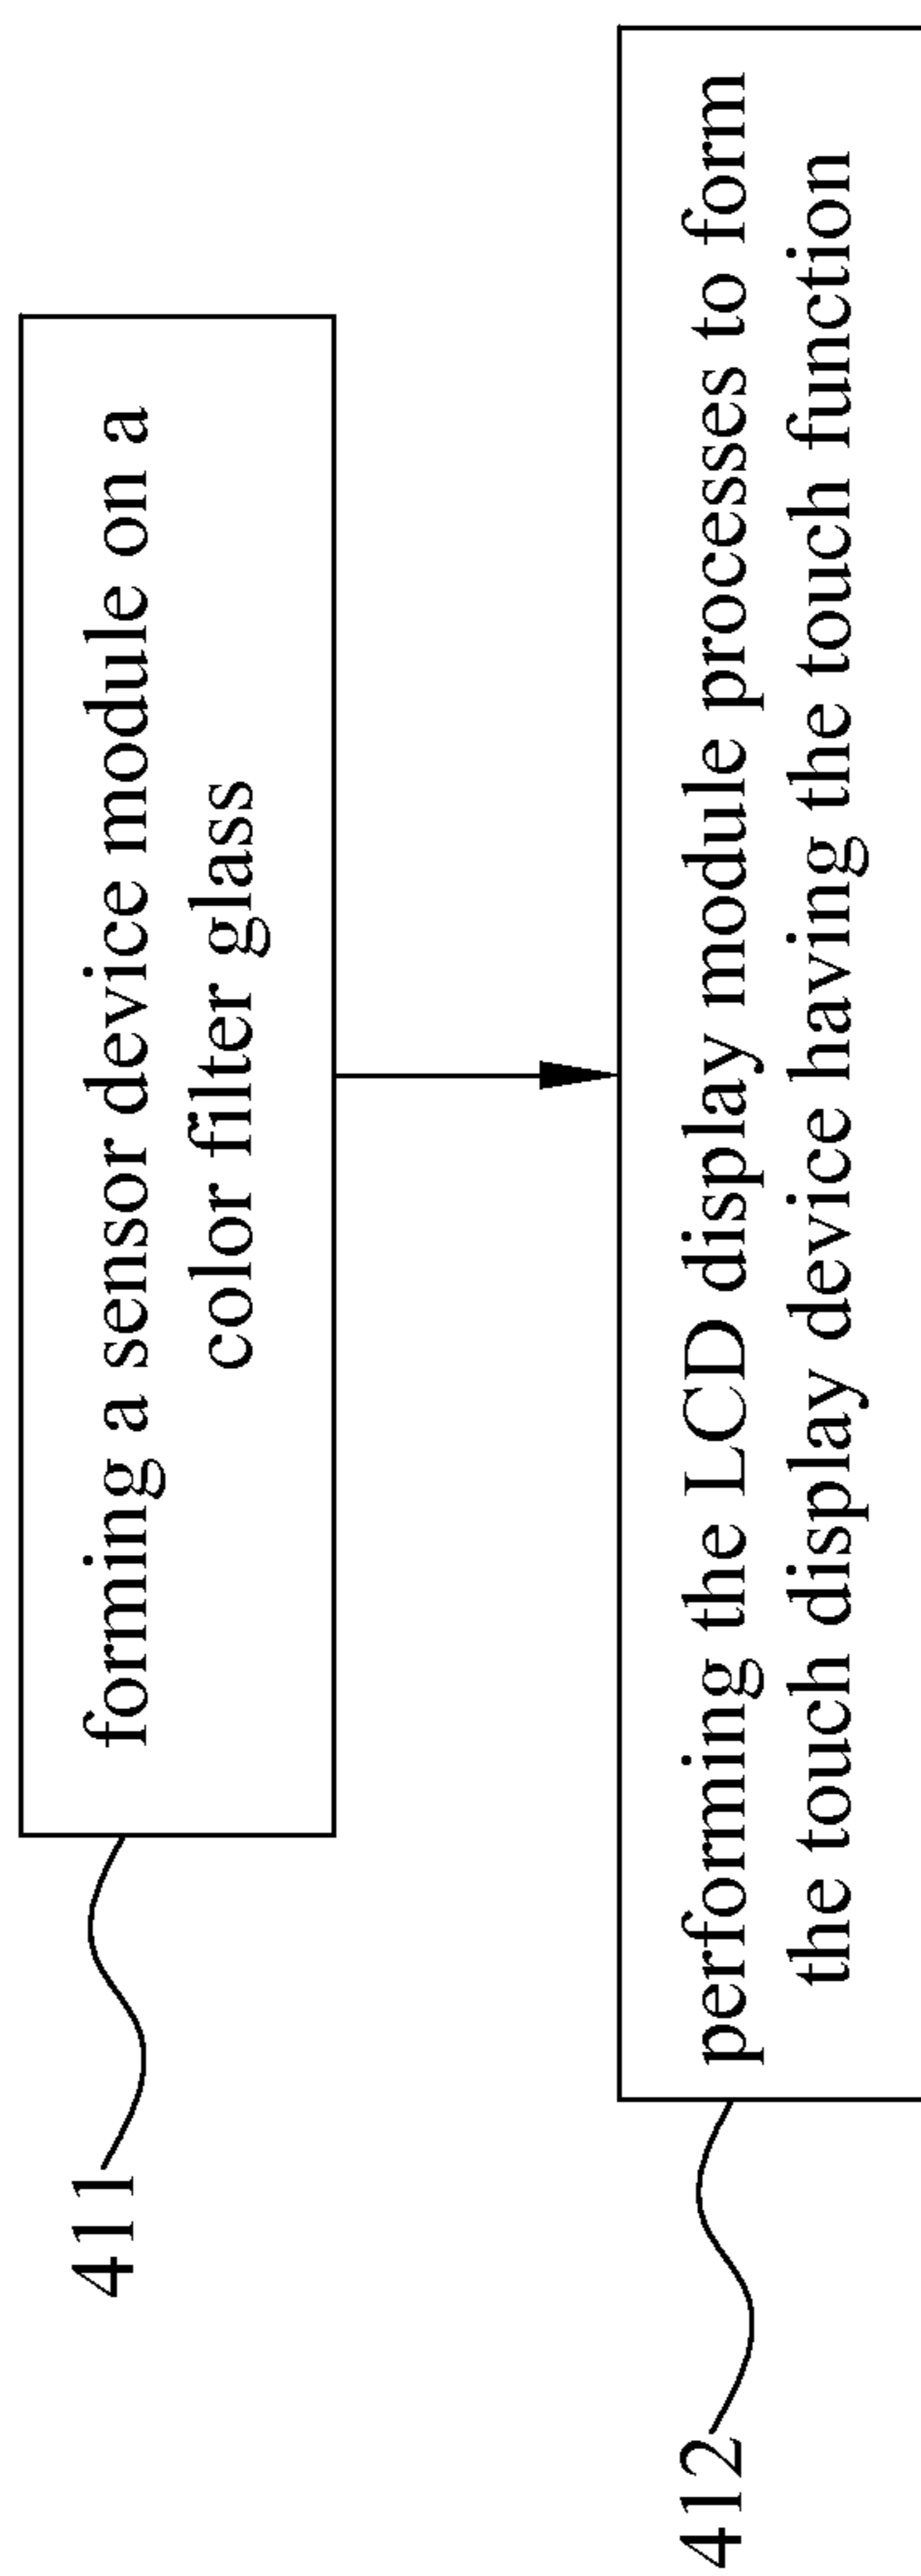 411
forming a sensor device module on a
color filter glass
412
performing the LCD display module processes to form
the touch display device having the touch function